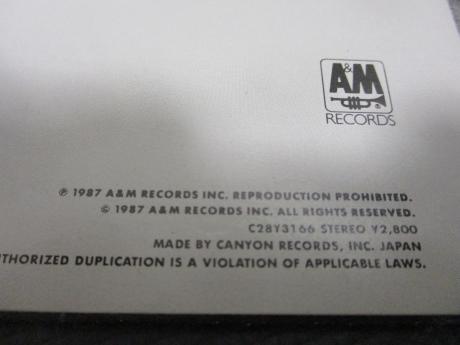 A&M
RECORDS
℗ 1987 A&M RECORDS INC. REPRODUCTION PROHIBITED.
© 1987 A&M RECORDS INC. ALL RIGHTS RESERVED.
C28Y3166 STEREO ¥2,800
MADE BY CANYON RECORDS, INC. JAPAN
THORIZED DUPLICATION IS A VIOLATION OF APPLICABLE LAWS.